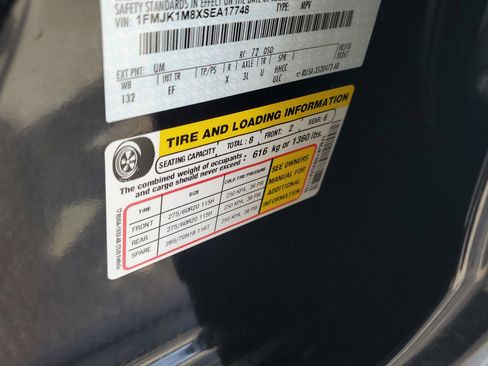 SAFETY STANDARDS IN EFFECT ON THE DATE OF MA
VIN: 1FMJK1M8XSEA17748 TYPE: MPV
RC: 72 DSO
EXT PNT: UM
WB INT TR TP/PS R AXLE TR SPR
132 EF X 3L U HHCC
TIRE AND LOADING INFORMATION
SEATING CAPACITY TOTAL: 8 FRONT: 2 REAR: 6
The combined weight of occupants and cargo should never exceed: 616 kg or 1360 lbs.
TIRE SIZE COLD TIRE PRESSURE
FRONT 275/60R20 115H 250 KPA, 36 PSI
REAR 275/60R20 115H 250 KPA, 36 PSI
SPARE 265/70R18 116T 250 KPA, 36 PSI
SEE OWNERS
MANUAL FOR
ADDITIONAL
INFORMATION